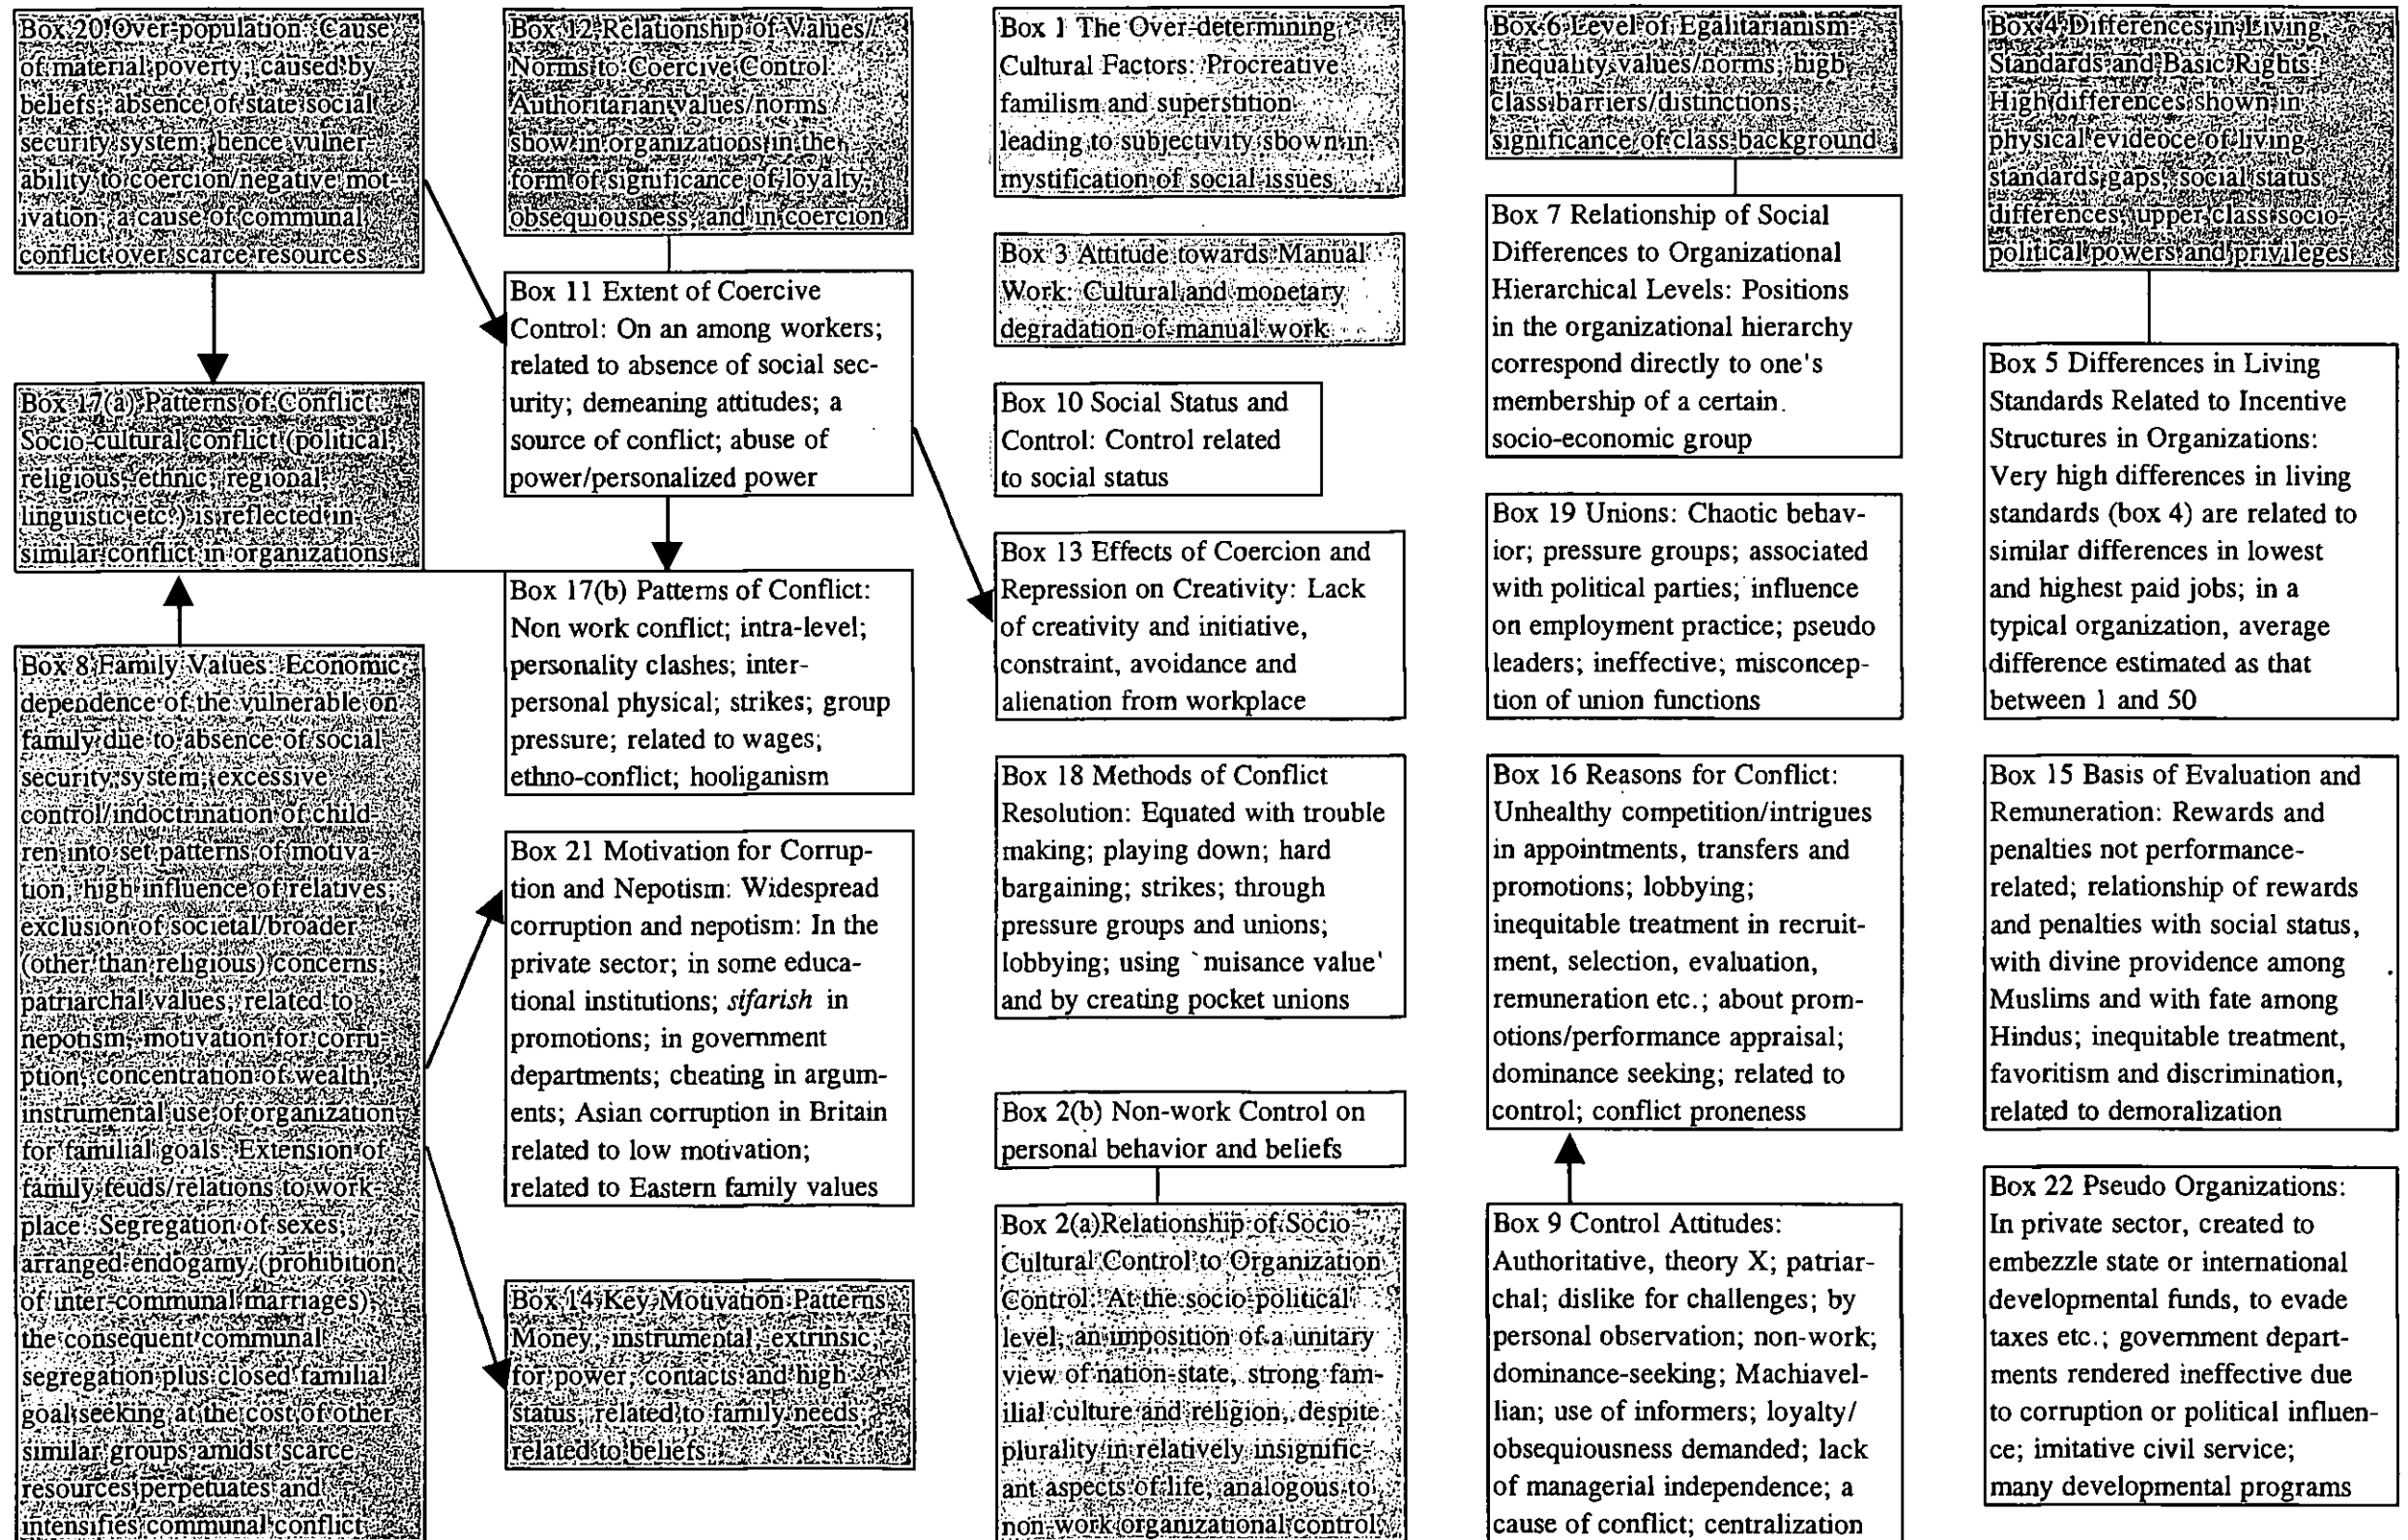 Box 20 Over-population: Cause
of material poverty; caused by
beliefs; absence of state social
security system, hence vulner-
ability to coercion/negative mot-
ivation; a cause of communal
conflict over scarce resources
Box 17(a) Patterns of Conflict:
Socio-cultural conflict (political,
religious, ethnic, regional,
linguistic etc.) is reflected in
similar conflict in organizations
Box 8 Family Values: Economic
dependence of the vulnerable on
family due to absence of social
security system; excessive
control/indoctrination of child-
ren into set patterns of motiva-
tion; high influence of relatives;
exclusion of societal/broader
(other than religious) concerns;
patriarchal values; related to
nepotism; motivation for corru-
ption; concentration of wealth;
instrumental use of organization
for familial goals. Extension of
family feuds/relations to work-
place. Segregation of sexes;
arranged endogamy (prohibition
of inter-communal marriages);
the consequent communal
segregation plus closed familial
goal seeking at the cost of other
similar groups amidst scarce
resources perpetuates and
intensifies communal conflict
Box 12 Relationship of Values/
Norms to Coercive Control:
Authoritarian values/norms
show in organizations in the
form of significance of loyalty,
obsequiousness, and in coercion
Box 11 Extent of Coercive
Control: On an among workers;
related to absence of social sec-
urity; demeaning attitudes; a
source of conflict; abuse of
power/personalized power
Box 17(b) Patterns of Conflict:
Non work conflict; intra-level;
personality clashes; inter-
personal physical; strikes; group
pressure; related to wages;
ethno-conflict; hooliganism
Box 21 Motivation for Corrup-
tion and Nepotism: Widespread
corruption and nepotism: In the
private sector; in some educa-
tional institutions; sifarish in
promotions; in government
departments; cheating in argum-
ents; Asian corruption in Britain
related to low motivation;
related to Eastern family values
Box 14 Key Motivation Patterns
Money, instrumental, extrinsic,
for power, contacts and high
status; related to family needs;
related to beliefs
Box 1 The Over-determining
Cultural Factors: Procreative
familism and superstition
leading to subjectivity shown in
mystification of social issues
Box 3 Attitude towards Manual
Work: Cultural and monetary
degradation of manual work
Box 10 Social Status and
Control: Control related
to social status
Box 13 Effects of Coercion and
Repression on Creativity: Lack
of creativity and initiative,
constraint, avoidance and
alienation from workplace
Box 18 Methods of Conflict
Resolution: Equated with trouble
making; playing down; hard
bargaining; strikes; through
pressure groups and unions;
lobbying; using `nuisance value'
and by creating pocket unions
Box 2(b) Non-work Control on
personal behavior and beliefs
Box 2(a)Relationship of Socio
Cultural Control to Organization
Control: At the socio political
level, an imposition of a unitary
view of nation-state, strong fam-
ilial culture and religion, despite
plurality in relatively insignific-
ant aspects of life, analogous to
non work organizational control
Box 6 Level of Egalitarianism-
Inequality values/norms; high
class barriers/distinctions;
significance of class background
Box 7 Relationship of Social
Differences to Organizational
Hierarchical Levels: Positions
in the organizational hierarchy
correspond directly to one's
membership of a certain.
socio-economic group
Box 19 Unions: Chaotic behav-
ior; pressure groups; associated
with political parties; influence
on employment practice; pseudo
leaders; ineffective; misconcep-
tion of union functions
Box 16 Reasons for Conflict:
Unhealthy competition/intrigues
in appointments, transfers and
promotions; lobbying;
inequitable treatment in recruit-
ment, selection, evaluation,
remuneration etc.; about prom-
otions/performance appraisal;
dominance seeking; related to
control; conflict proneness
Box 9 Control Attitudes:
Authoritative, theory X; patriar-
chal; dislike for challenges; by
personal observation; non-work;
dominance-seeking; Machiavel-
lian; use of informers; loyalty/
obsequiousness demanded; lack
of managerial independence; a
cause of conflict; centralization
Box 4 Differences in Living
Standards and Basic Rights:
High differences shown in
physical evidence of living
standards gaps, social status
differences, upper class socio-
political powers and privileges
Box 5 Differences in Living
Standards Related to Incentive
Structures in Organizations:
Very high differences in living
standards (box 4) are related to
similar differences in lowest
and highest paid jobs; in a
typical organization, average
difference estimated as that
between 1 and 50
Box 15 Basis of Evaluation and
Remuneration: Rewards and
penalties not performance-
related; relationship of rewards
and penalties with social status,
with divine providence among
Muslims and with fate among
Hindus; inequitable treatment,
favoritism and discrimination,
related to demoralization
Box 22 Pseudo Organizations:
In private sector, created to
embezzle state or international
developmental funds, to evade
taxes etc.; government depart-
ments rendered ineffective due
to corruption or political influen-
ce; imitative civil service;
many developmental programs